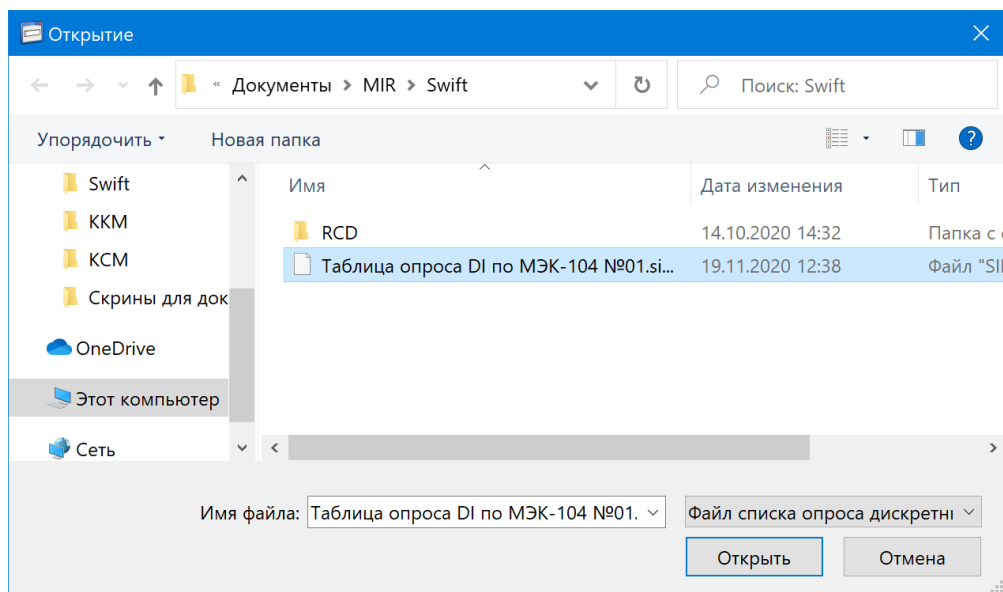 Открытие
« Документы > MIR > Swift
Поиск: Swift
Упорядочить
Новая папка
?
Имя
Дата изменения
Тип
Swift
ККМ
КСМ
Скрины для док
OneDrive
Этот компьютер
Сеть
RCD 14.10.2020 14:32 Папка с
Таблица опроса DI по МЭК-104 №01.si... 19.11.2020 12:38 Файл "SI
Имя файла: Таблица опроса DI по МЭК-104 №01.
Файл списка опроса дискретн
Открыть
Отмена